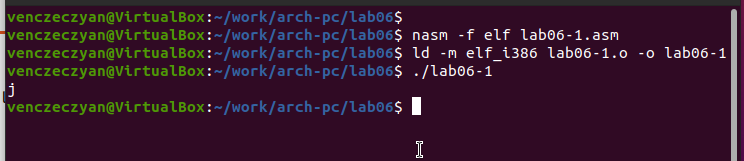 venczeczyan@VirtualBox:~/work/arch-pc/lab06$
venczeczyan@VirtualBox:~/work/arch-pc/lab06$ nasm -f elf lab06-1.asm
venczeczyan@VirtualBox:~/work/arch-pc/lab06$ ld -m elf_i386 lab06-1.o -o lab06-1
venczeczyan@VirtualBox:~/work/arch-pc/lab06$ ./lab06-1
j
venczeczyan@VirtualBox:~/work/arch-pc/lab06$